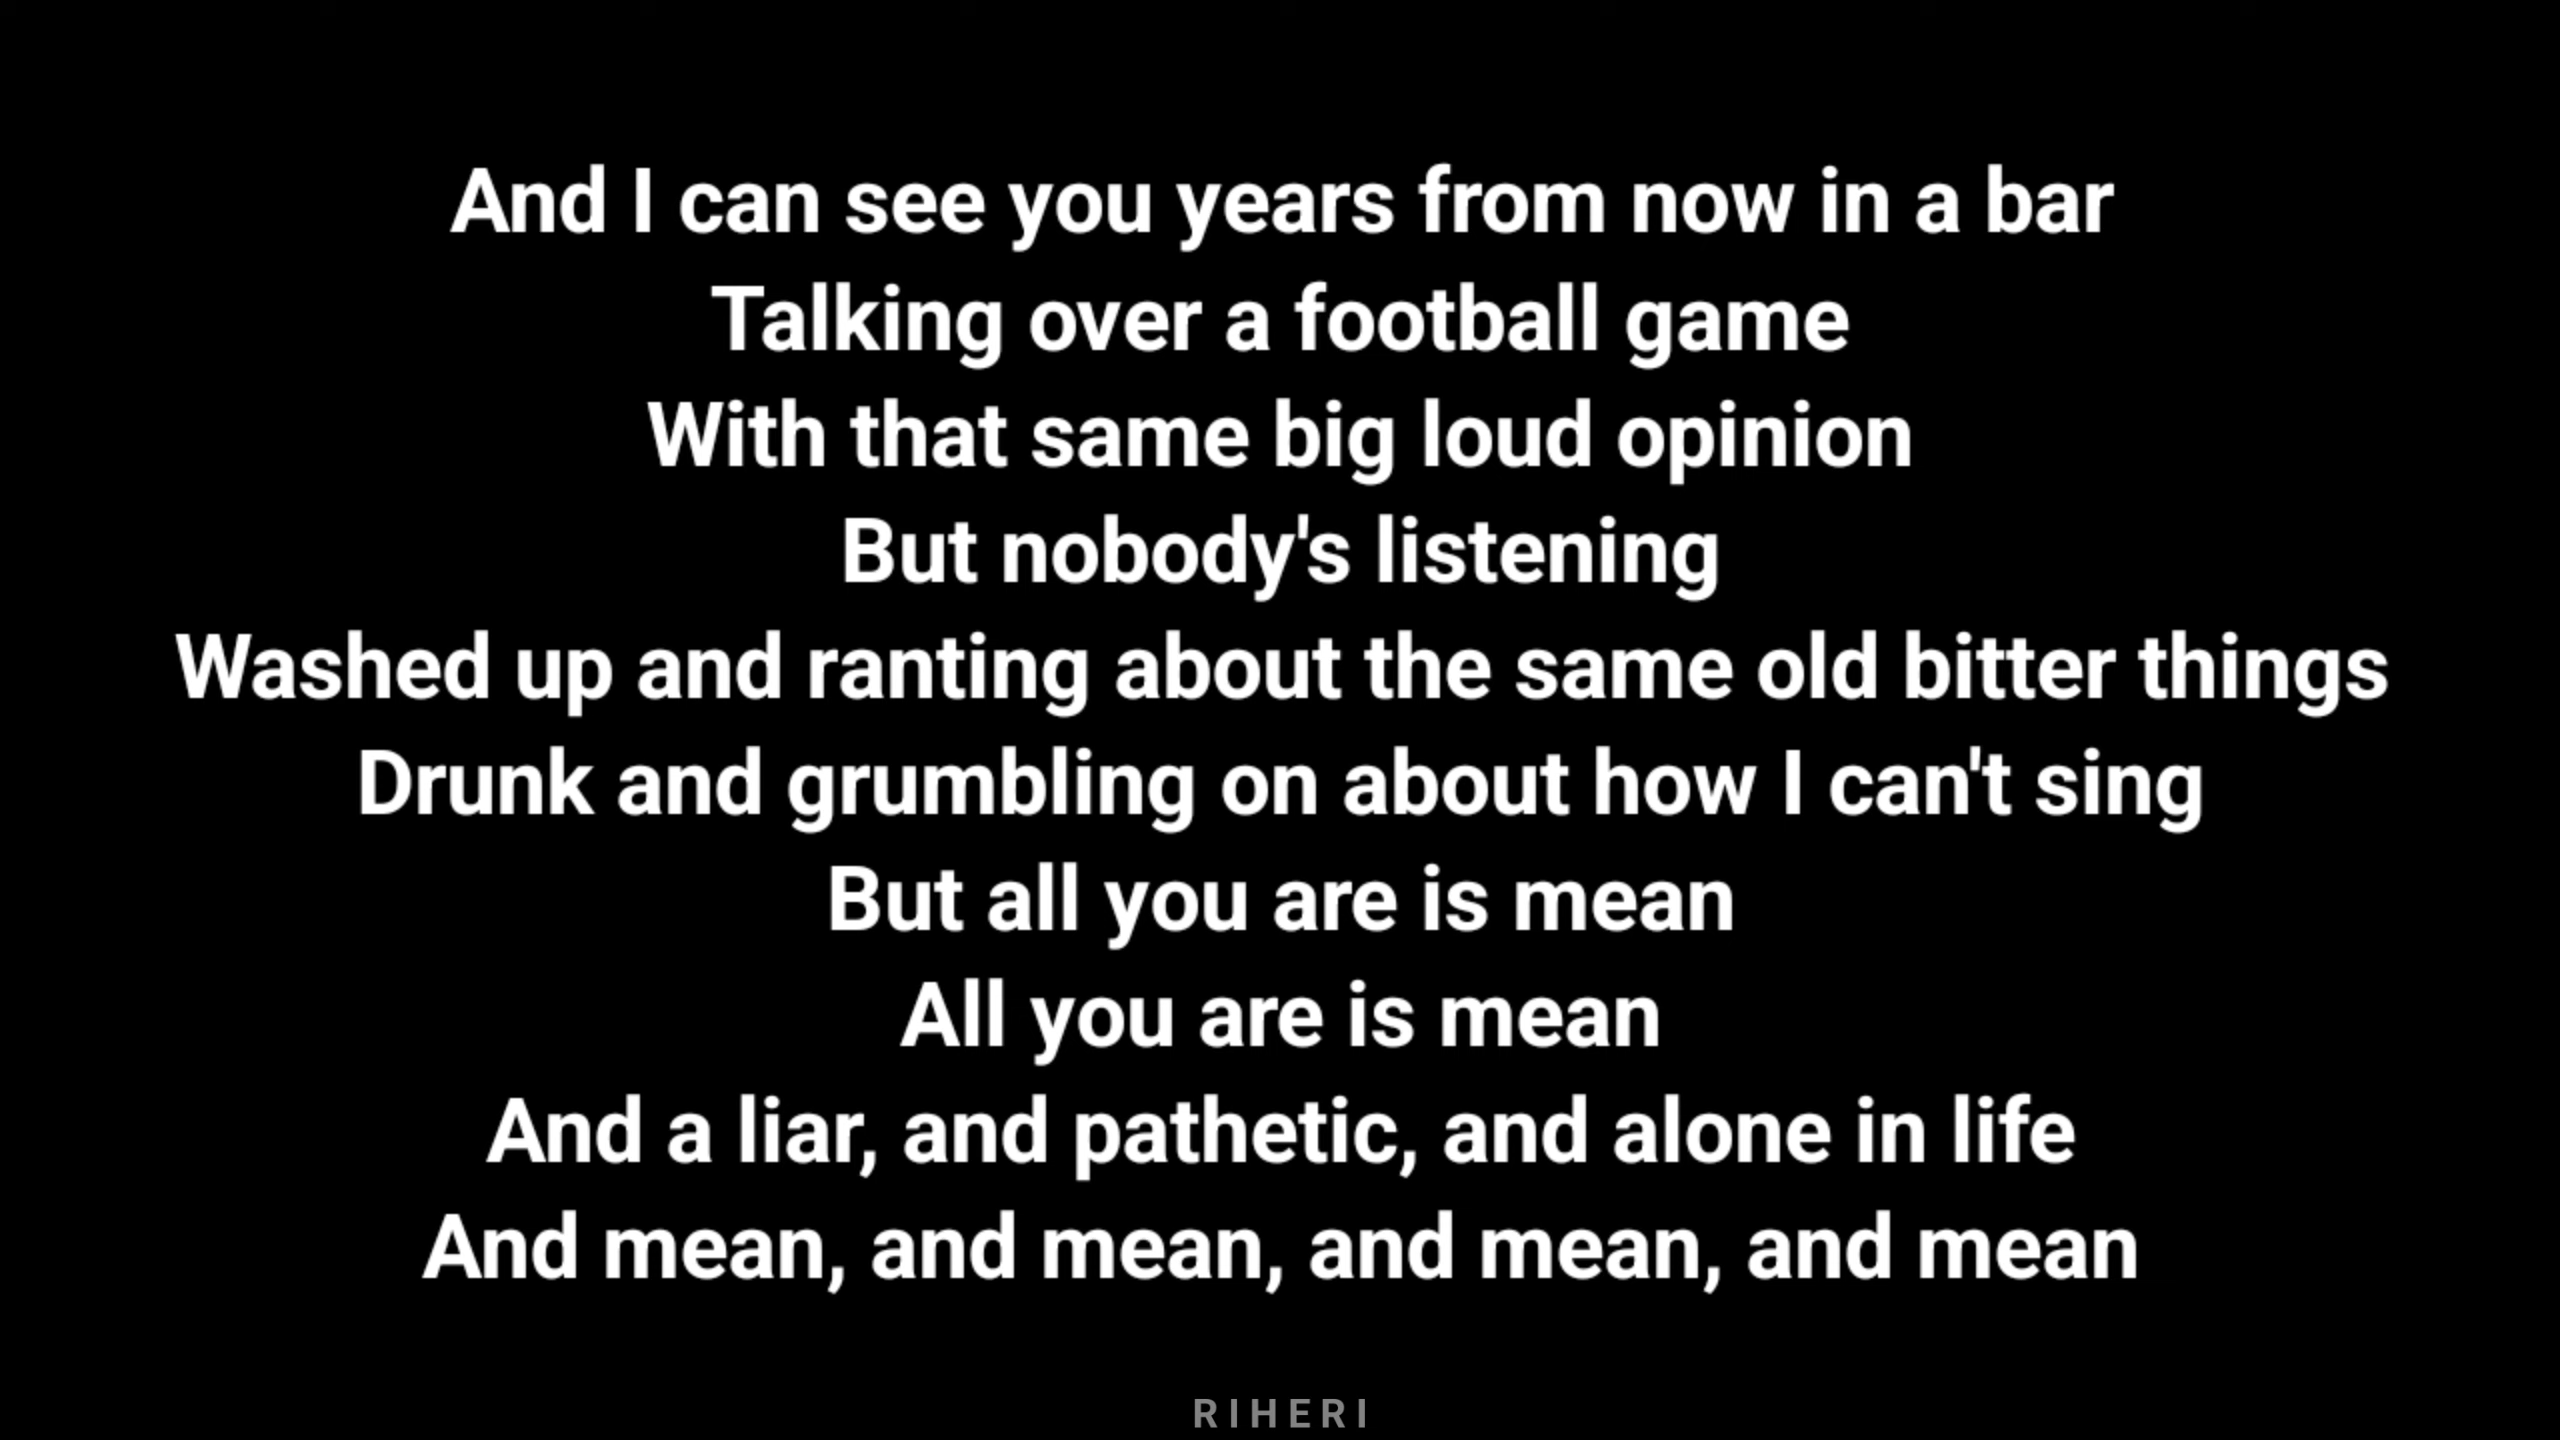 And I can see you years from now in a bar
Talking over a football game
With that same big loud opinion
But nobody's listening
Washed up and ranting about the same old bitter things
Drunk and grumbling on about how I can't sing
But all you are is mean
All you are is mean
And a liar, and pathetic, and alone in life
And mean, and mean, and mean, and mean
RIHERI